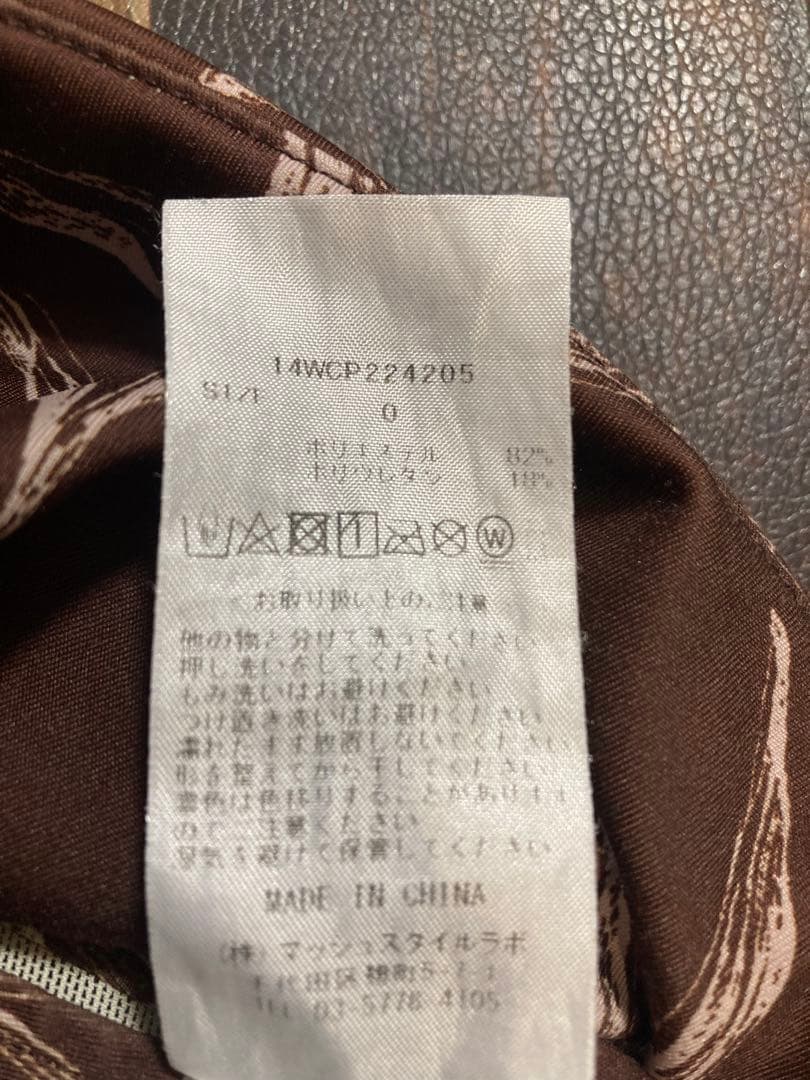 14WCP224205
SIZE
0
ポリエステル 82%
ポリウレタン 18%
お取り扱い上のご注意
他の物と分けて洗ってください
押し洗いをしてください
もみ洗いはお避けください
つけ置き洗いはお避けください
濡れたまま放置しないでください
形を整えてから干してください
濃色は色移りすることがあります
のでご注意ください
湿気を避けて保管してください
MADE IN CHINA
(株)マッシュスタイルラボ
千代田区麹町5-7-1
TEL 03-5778-4105